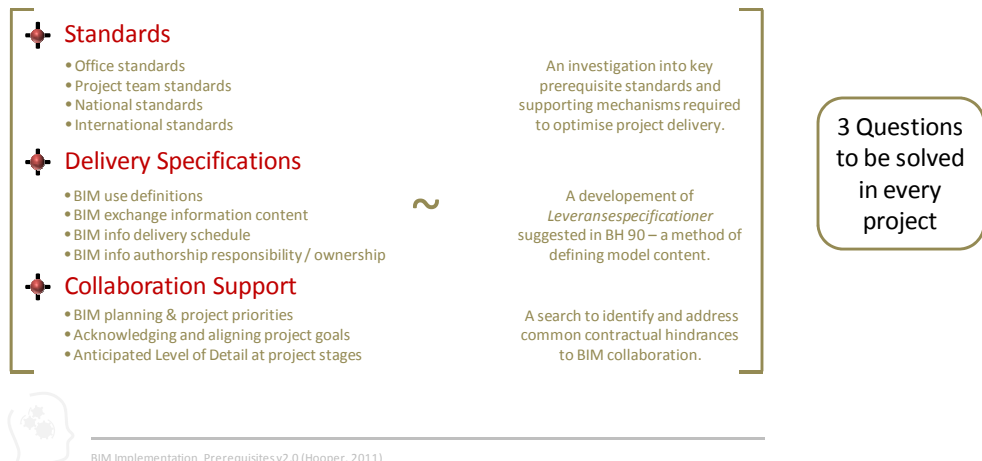 Standards
• Office standards
• Project team standards
• National standards
• International standards
An investigation into key
prerequisite standards and
supporting mechanisms required
to optimise project delivery.
Delivery Specifications
• BIM use definitions
• BIM exchange information content
• BIM info delivery schedule
• BIM info authorship responsibility / ownership
~
A developement of
Leveransespecificationer
suggested in BH 90 – a method of
defining model content.
Collaboration Support
• BIM planning & project priorities
• Acknowledging and aligning project goals
• Anticipated Level of Detail at project stages
A search to identify and address
common contractual hindrances
to BIM collaboration.
3 Questions
to be solved
in every
project
BIM Implementation Prerequisites v2.0 (Hooper, 2011)